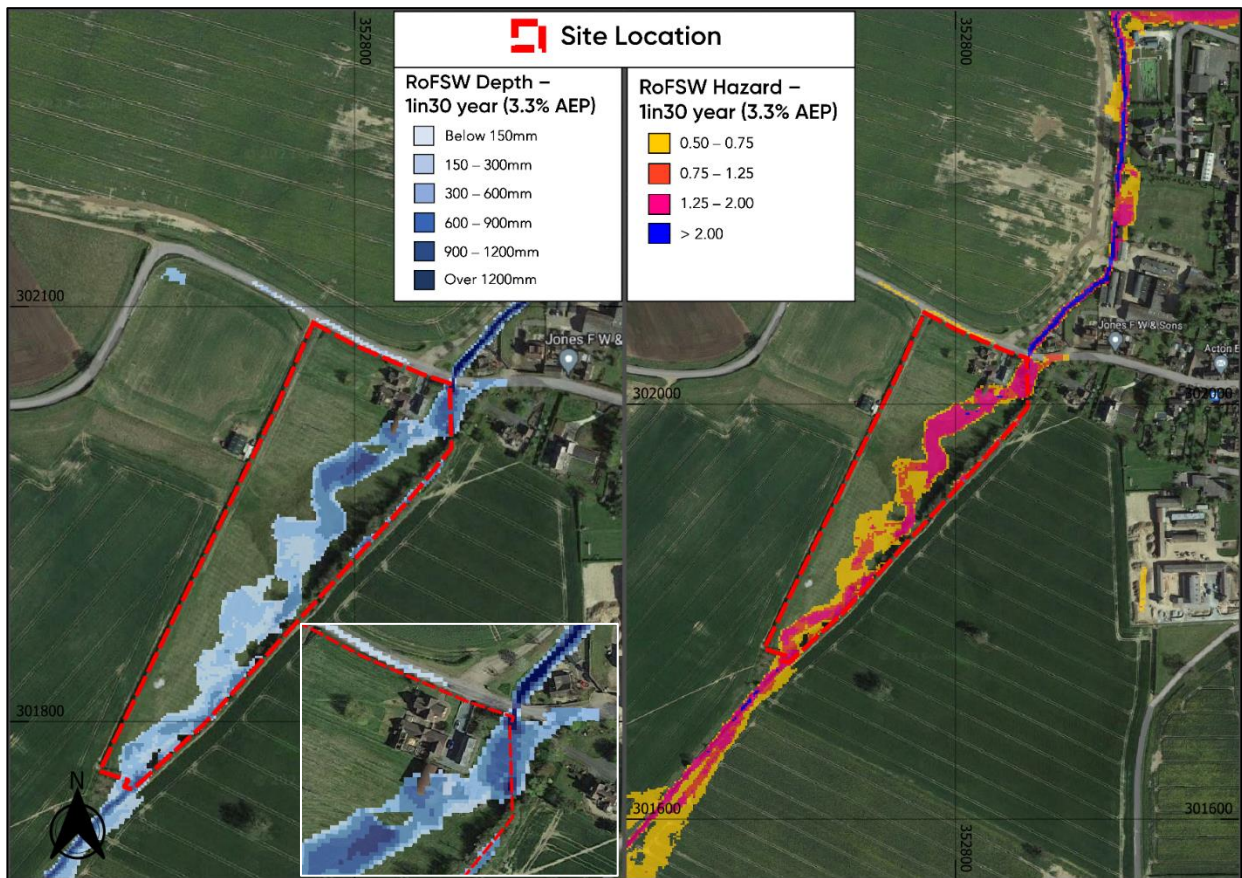 Site Location
RoFSW Depth –
1in30 year (3.3% AEP)
Below 150mm
150 – 300mm
300 – 600mm
600 – 900mm
900 – 1200mm
Over 1200mm
RoFSW Hazard –
1in30 year (3.3% AEP)
0.50 – 0.75
0.75 – 1.25
1.25 – 2.00
> 2.00
352800
302100
Jones F W &
301800
N
352800
Jones F W & Sons
Acton E
302000
302000
301600
301600
352800